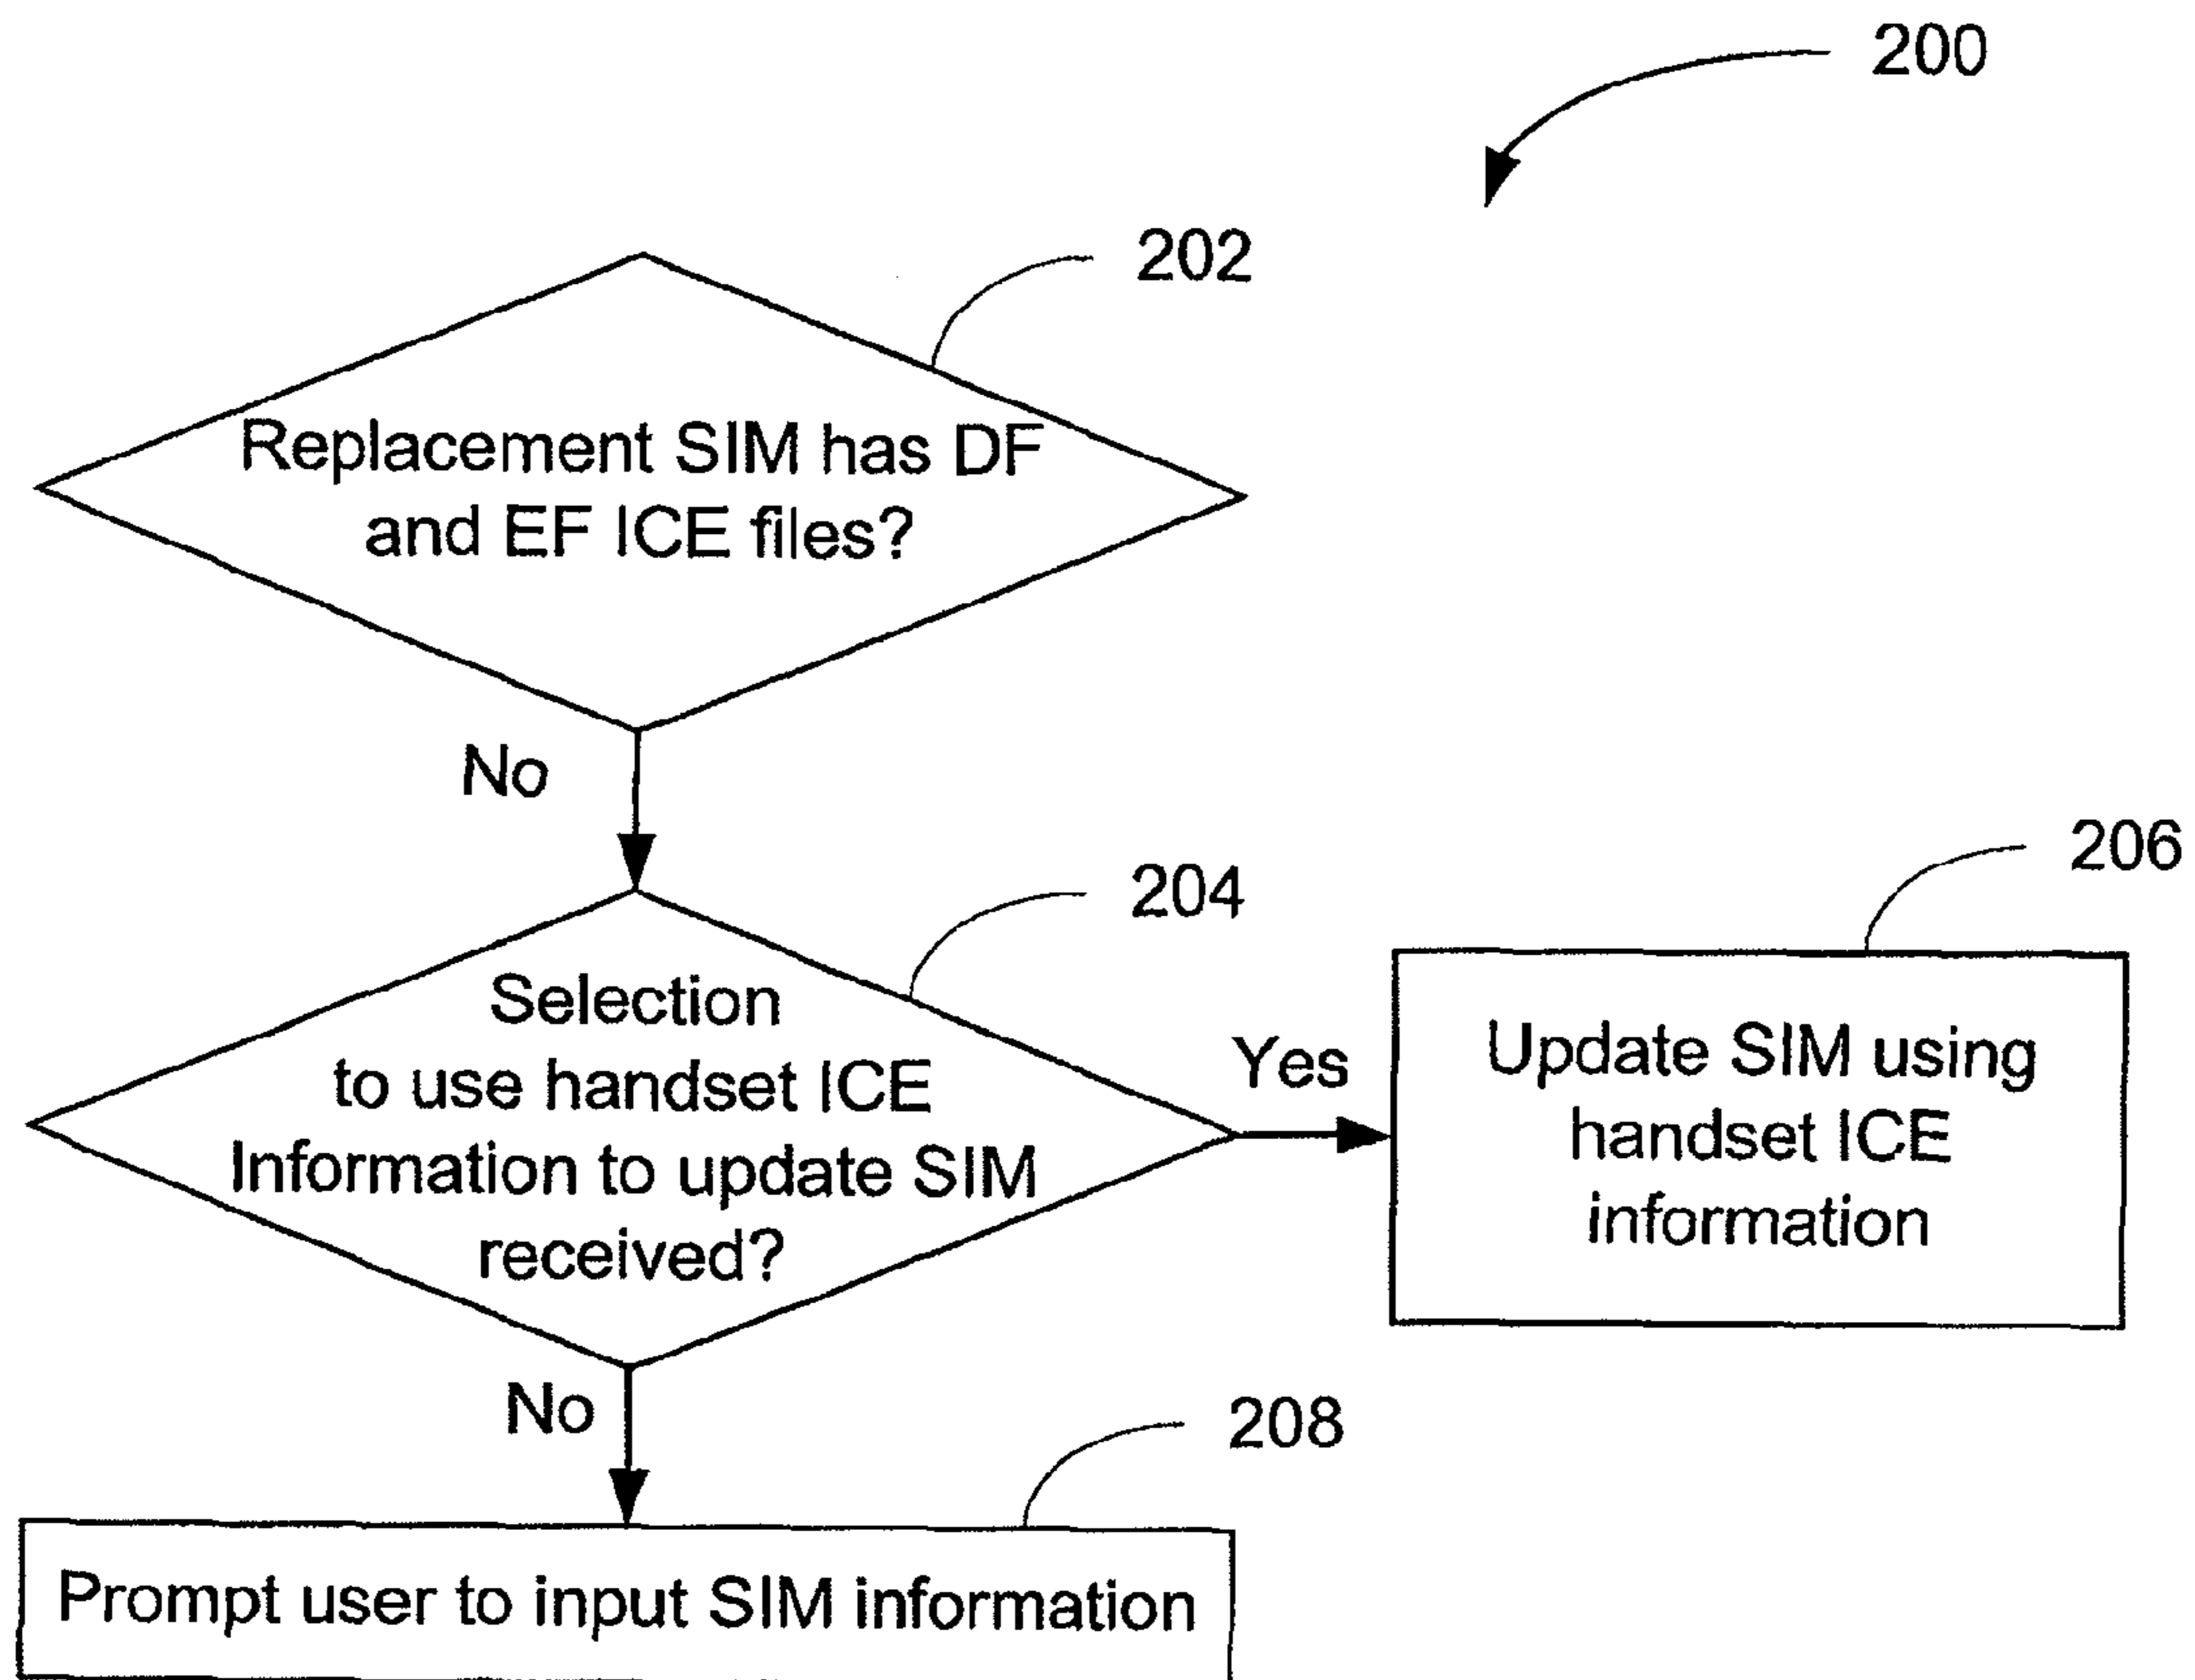 200
202
Replacement SIM has DF
and EF ICE files?
No
204
Selection
to use handset ICE
Information to update SIM
received?
Yes
206
Update SIM using
handset ICE
information
No
208
Prompt user to input SIM information